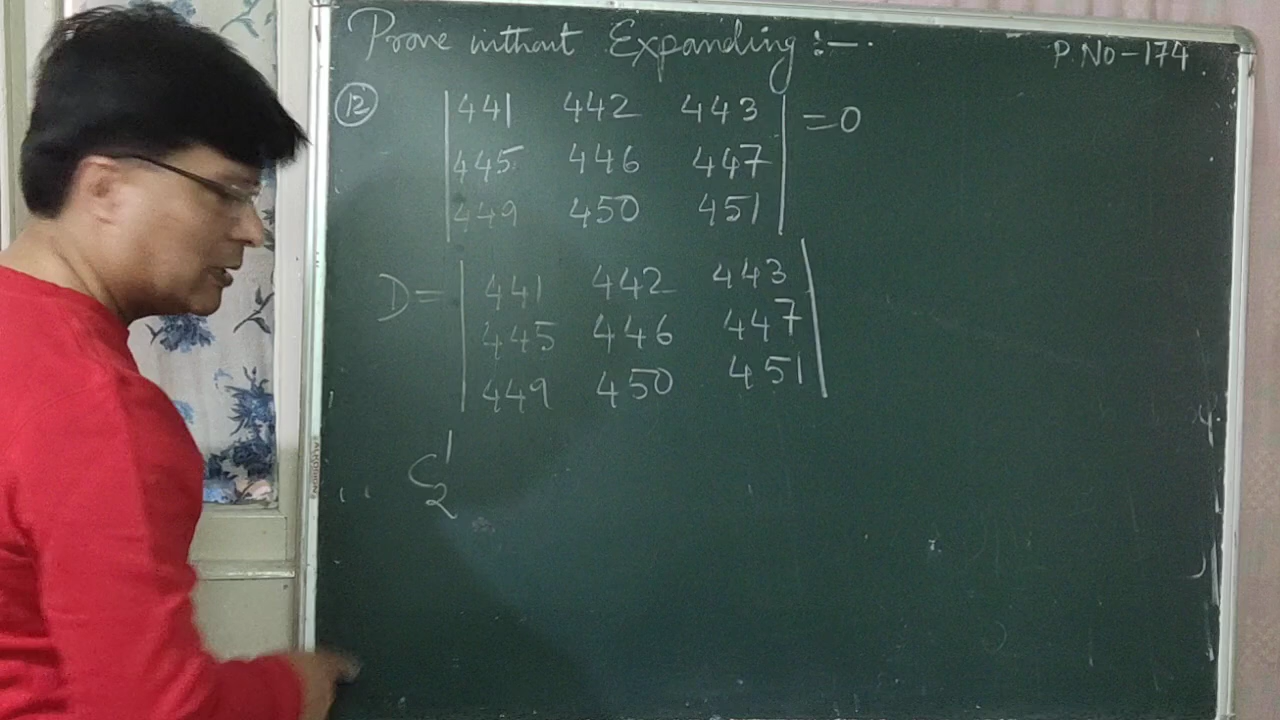 Prove without Expanding :—.
P.No-174.
12 | 441 442 443 | = 0
| 445 446 447 |
| 449 450 451 |
D = | 441 442 443 |
| 445 446 447 |
| 449 450 451 |
C₂'